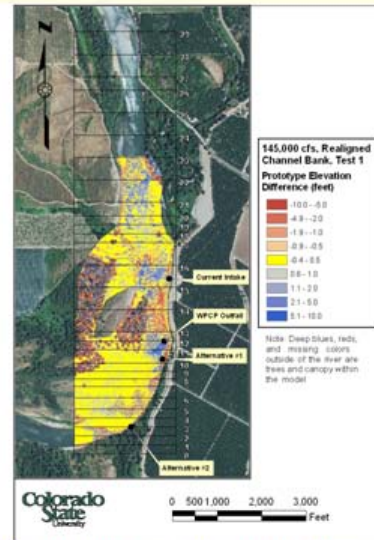 N
145,000 cfs, Realigned
Channel Bank, Test 1
Prototype Elevation
Difference (feet)
-10.0 - -5.0
-4.9 - -2.0
-1.9 - -1.0
-0.9 - -0.5
-0.4 - 0.5
0.6 - 1.0
1.1 - 2.0
2.1 - 5.0
5.1 - 10.0
Current Intake
WPCF Outfall
Alternative #1
Alternative #2
Note: Deep blues, reds,
and missing colors
outside of the river are
trees and canopy within
the model
Colorado
State
University
0 500 1,000 2,000 3,000
Feet